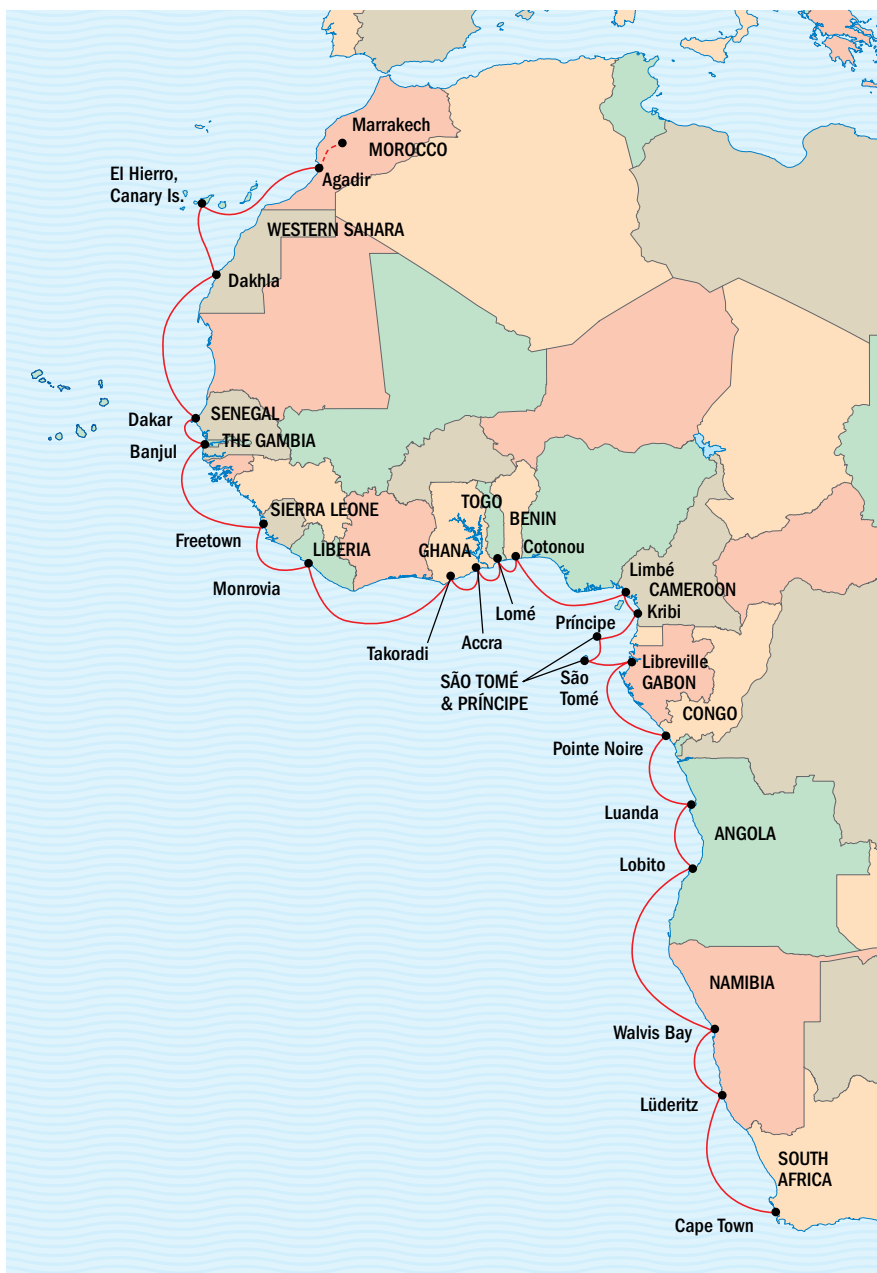 Marrakech
MOROCCO
Agadir
El Hierro,
Canary Is.
WESTERN SAHARA
Dakhla
Dakar
SENEGAL
Banjul
THE GAMBIA
SIERRA LEONE
Freetown
LIBERIA
Monrovia
TOGO
BENIN
GHANA
Cotonou
Lomé
Accra
Takoradi
Limbé
CAMEROON
Kribi
Príncipe
SÃO TOMÉ
& PRÍNCIPE
São
Tomé
Libreville
GABON
CONGO
Pointe Noire
Luanda
ANGOLA
Lobito
NAMIBIA
Walvis Bay
Lüderitz
SOUTH
AFRICA
Cape Town